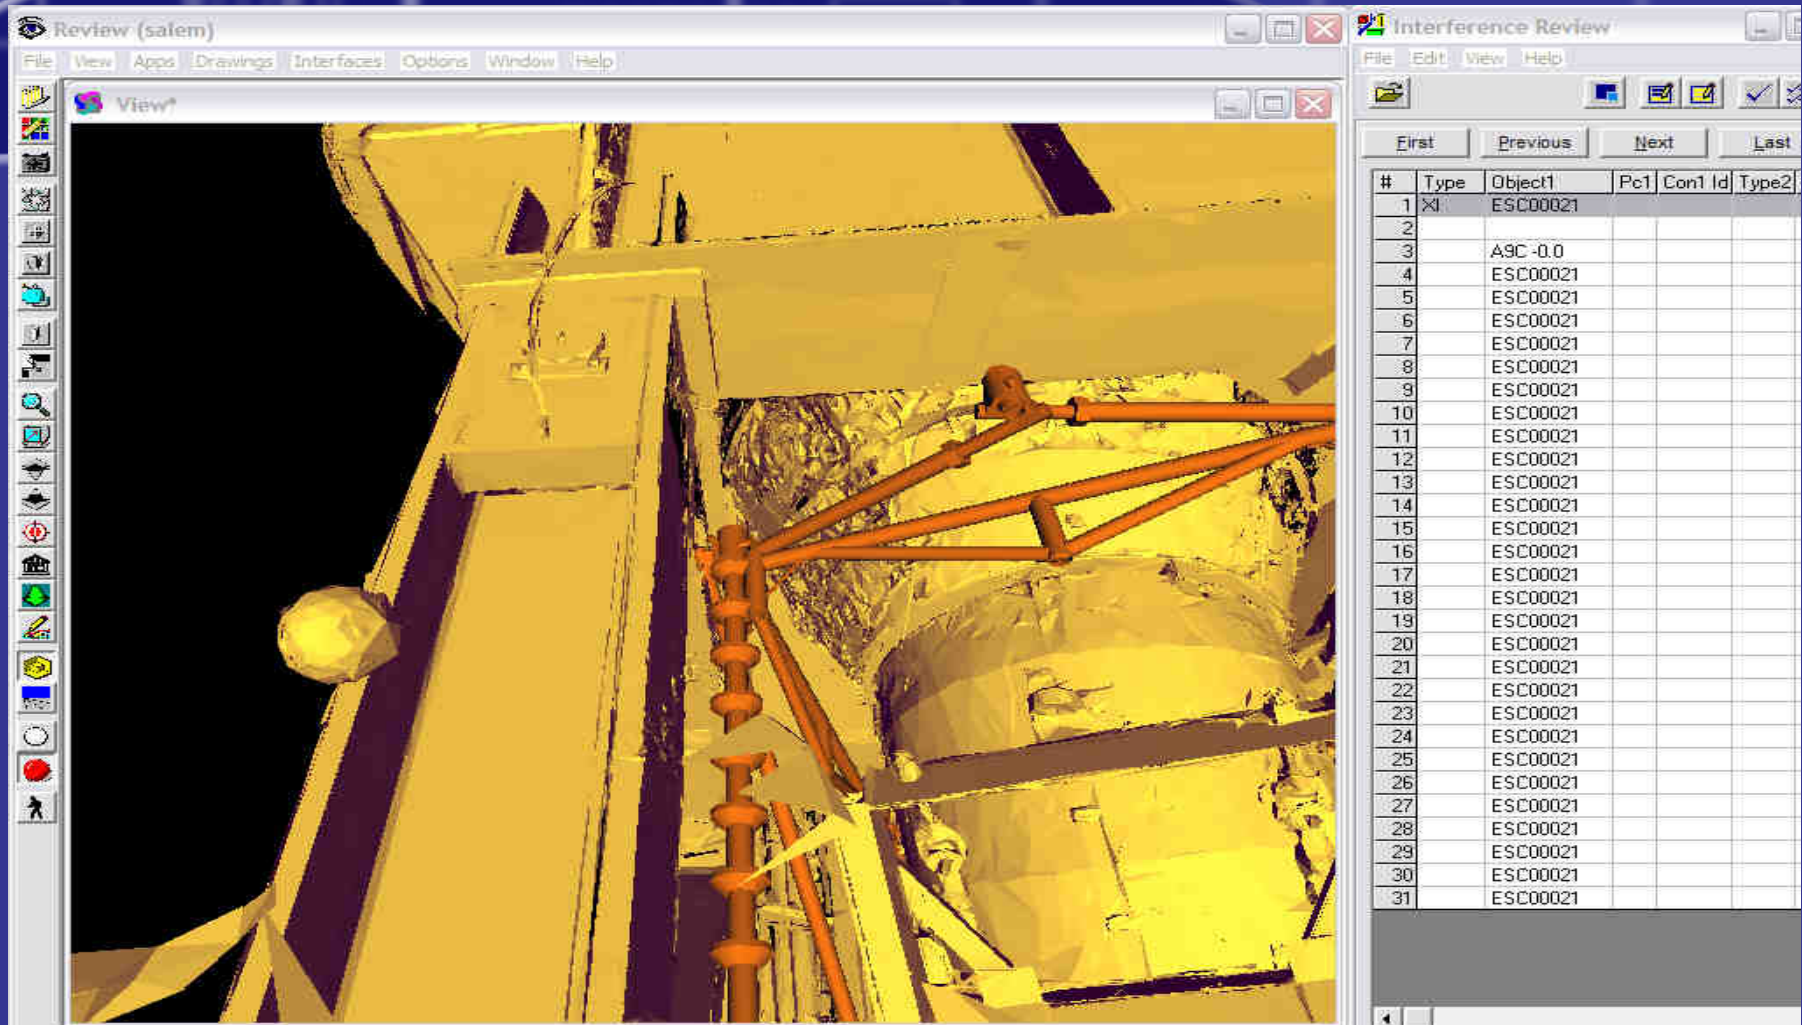 Review (salem)
File View Apps Drawings Interfaces Options Window Help
View*
Interference Review
File Edit View Help
First Previous Next Last
# Type Object1 Pc1 Con1 Id Type2
1 XI ESC00021
2
3 A9C -0.0
4 ESC00021
5 ESC00021
6 ESC00021
7 ESC00021
8 ESC00021
9 ESC00021
10 ESC00021
11 ESC00021
12 ESC00021
13 ESC00021
14 ESC00021
15 ESC00021
16 ESC00021
17 ESC00021
18 ESC00021
19 ESC00021
20 ESC00021
21 ESC00021
22 ESC00021
23 ESC00021
24 ESC00021
25 ESC00021
26 ESC00021
27 ESC00021
28 ESC00021
29 ESC00021
30 ESC00021
31 ESC00021